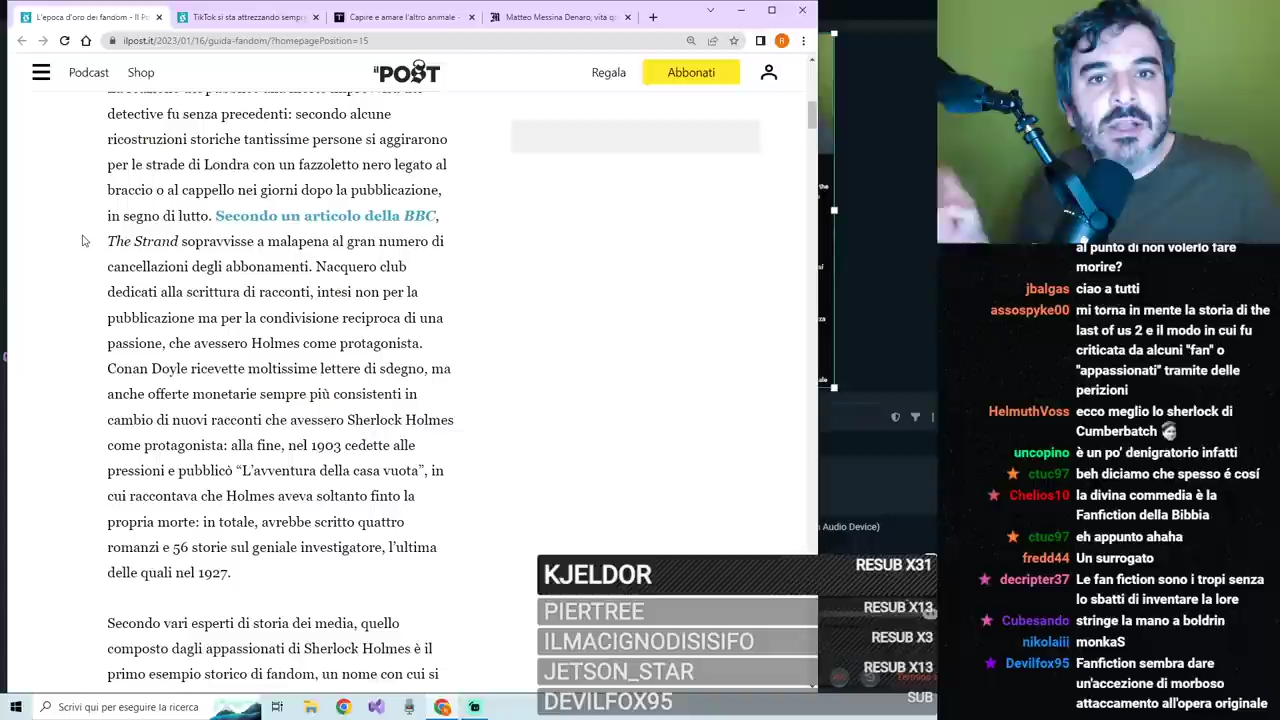 L'epoca d'oro dei fandom - Il P
TikTok si sta attrezzando semp
Capire e amare l'altro animale -
Matteo Messina Denaro, vita q
ilpost.it/2023/01/16/guida-fandom/?homepagePosition=15
R
Podcast
Shop
IL POST
Regala
Abbonati
detective fu senza precedenti: secondo alcune
ricostruzioni storiche tantissime persone si aggirarono
per le strade di Londra con un fazzoletto nero legato al
braccio o al cappello nei giorni dopo la pubblicazione,
in segno di lutto. Secondo un articolo della BBC,
The Strand sopravvisse a malapena al gran numero di
cancellazioni degli abbonamenti. Nacquero club
dedicati alla scrittura di racconti, intesi non per la
pubblicazione ma per la condivisione reciproca di una
passione, che avessero Holmes come protagonista.
Conan Doyle ricevette moltissime lettere di sdegno, ma
anche offerte monetarie sempre più consistenti in
cambio di nuovi racconti che avessero Sherlock Holmes
come protagonista: alla fine, nel 1903 cedette alle
pressioni e pubblicò “L'avventura della casa vuota”, in
cui raccontava che Holmes aveva soltanto finto la
propria morte: in totale, avrebbe scritto quattro
romanzi e 56 storie sul geniale investigatore, l'ultima
delle quali nel 1927.
Secondo vari esperti di storia dei media, quello
composto dagli appassionati di Sherlock Holmes è il
primo esempio storico di fandom, un nome con cui si
Scrivi qui per eseguire la ricerca
n Audio Device)
KJELDOR RESUB X31
PIERTREE RESUB X13
ILMACIGNODISISIFO RESUB X3
JETSON_STAR RESUB X13
DEVILFOX95 SUB
al punto di non volerlo fare
morire?
jbalgas ciao a tutti
assospyke00 mi torna in mente la storia di the
last of us 2 e il modo in cui fu
criticata da alcuni "fan" o
"appassionati" tramite delle
perizioni
HelmuthVoss ecco meglio lo sherlock di
Cumberbatch
uncopino è un po' denigratorio infatti
ctuc97 beh diciamo che spesso é cosí
Chelios10 la divina commedia è la
Fanfiction della Bibbia
ctuc97 eh appunto ahaha
fredd44 Un surrogato
decripter37 Le fan fiction sono i tropi senza
lo sbatti di inventare la lore
Cubesando stringe la mano a boldrin
nikolaiii monkaS
Devilfox95 Fanfiction sembra dare
un'accezione di morboso
attaccamento all'opera originale